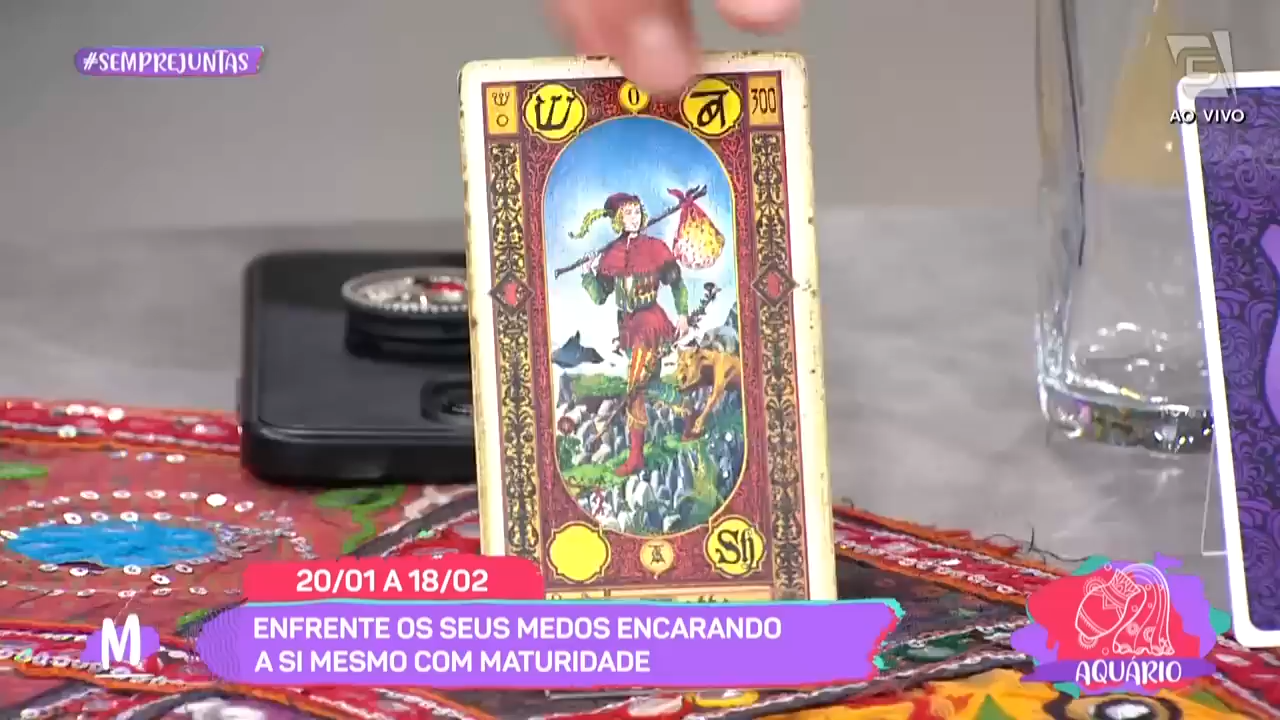 #SEMPREJUNTAS
AO VIVO
0
300
Sh
20/01 A 18/02
M
ENFRENTE OS SEUS MEDOS ENCARANDO
A SI MESMO COM MATURIDADE
AQUÁRIO